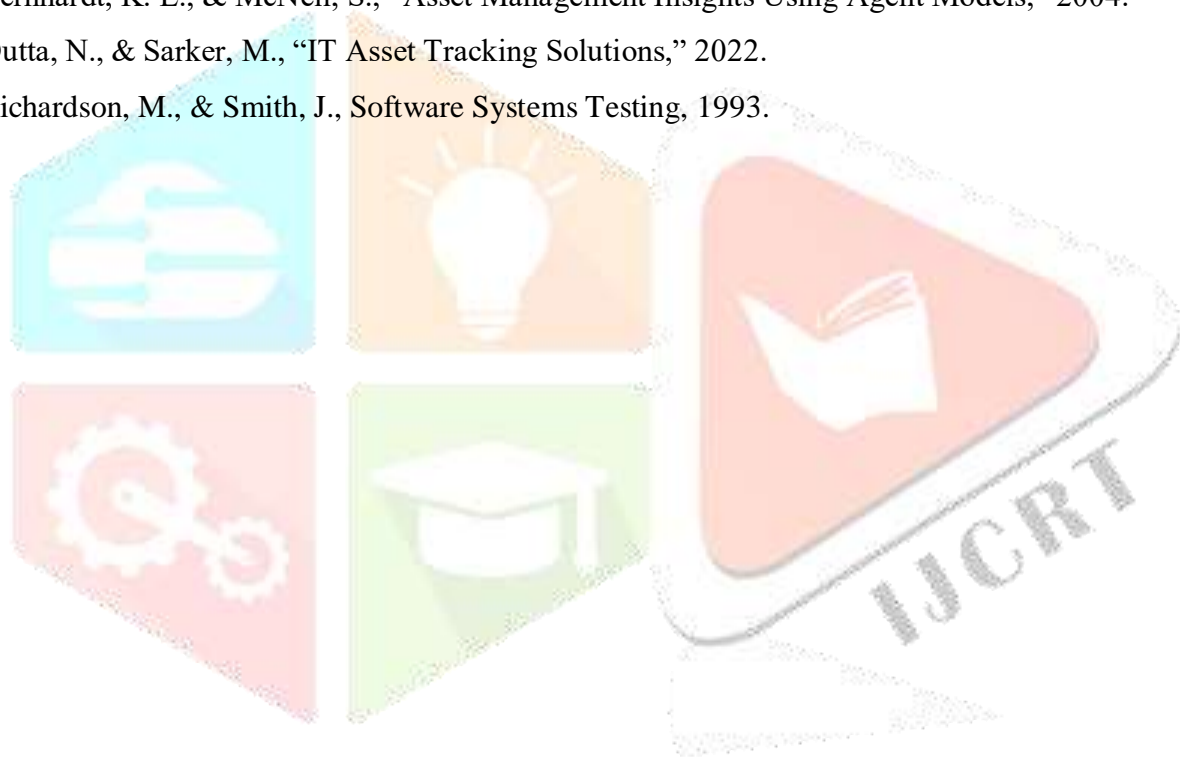 ernhardt, K. L., & McNeil, S., “Asset Management Insights Using Agent Models,” 2004.
utta, N., & Sarker, M., “IT Asset Tracking Solutions,” 2022.
ichardson, M., & Smith, J., Software Systems Testing, 1993.
IJCRT